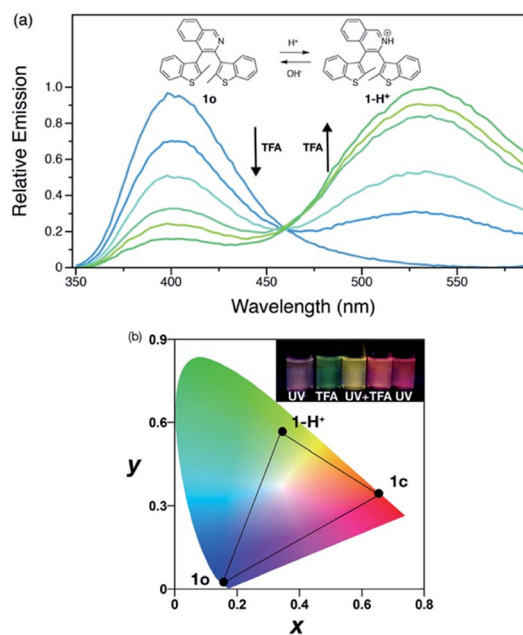 (a)
N
S
S
1o
H⁺
OH⁻
NH⁺
S
S
1-H⁺
TFA
TFA
Relative Emission
1.0
0.8
0.6
0.4
0.2
0
350
400
450
500
550
Wavelength (nm)
(b)
0.9
0.6
0.3
0
y
UV TFA UV+TFA UV
1-H⁺
1c
1o
0 0.2 0.4 0.6 0.8
x